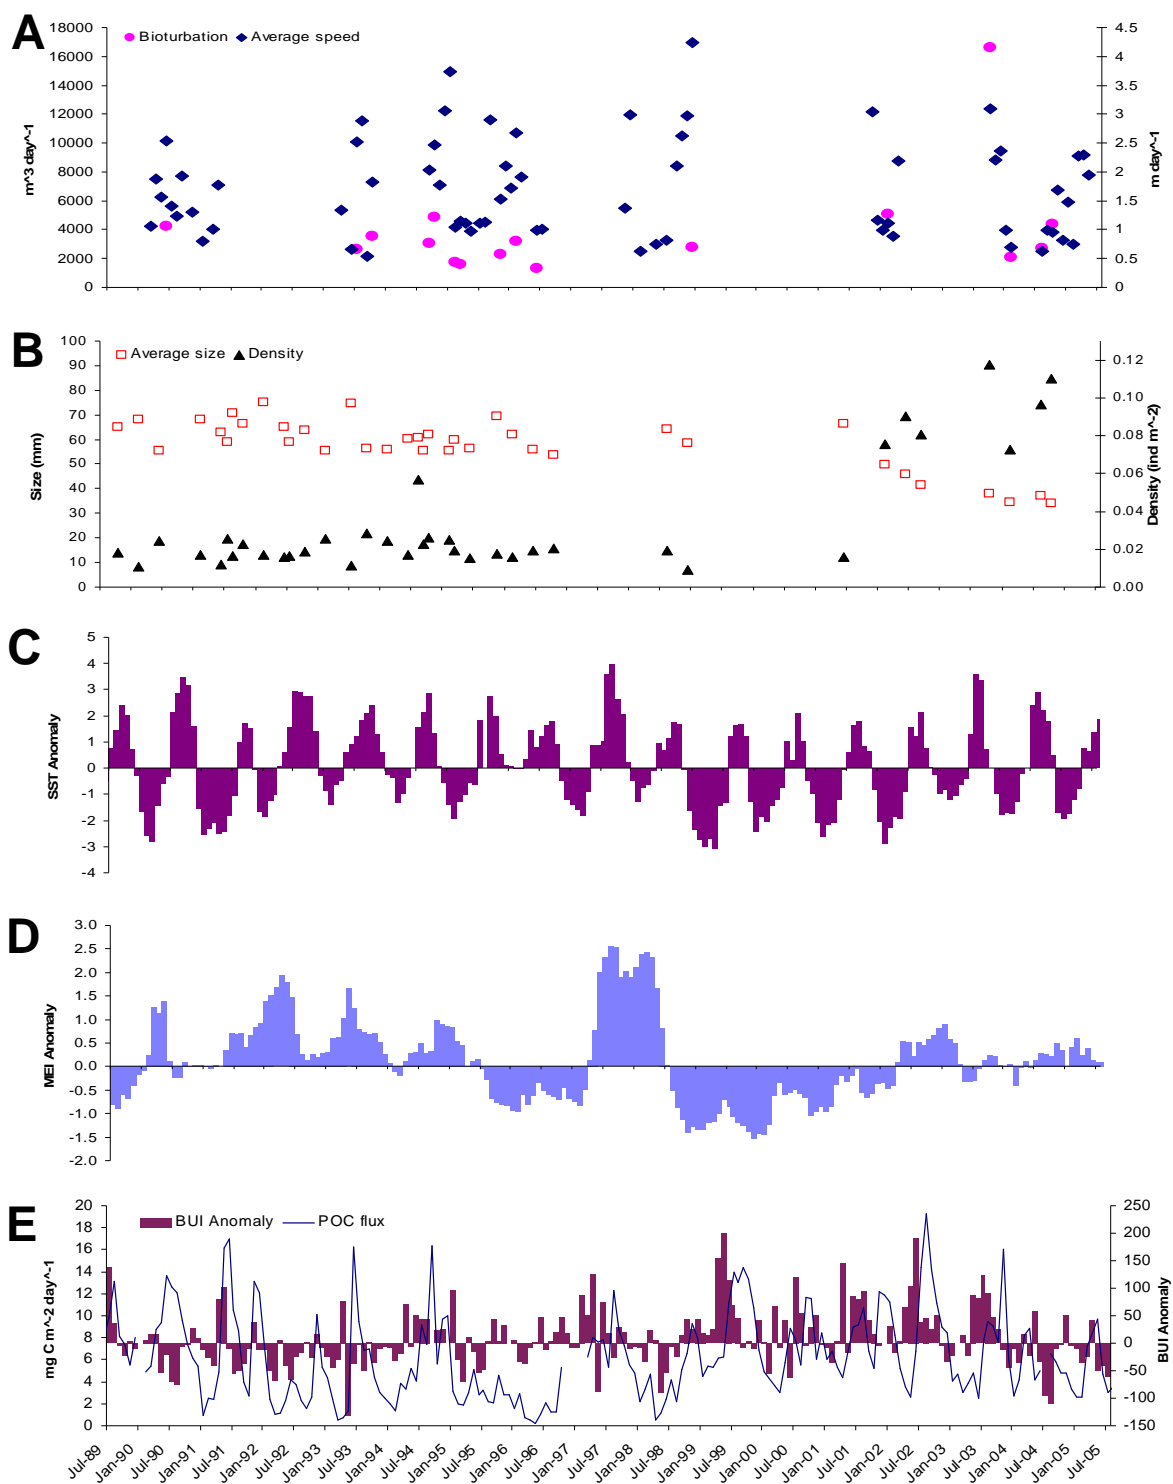 A
Bioturbation
Average speed
m^3 day^-1
m day^-1
18000
16000
14000
12000
10000
8000
6000
4000
2000
0
4.5
4
3.5
3
2.5
2
1.5
1
0.5
0
B
Average size
Density
Size (mm)
Density (ind m^-2)
100
90
80
70
60
50
40
30
20
10
0
0.12
0.10
0.08
0.06
0.04
0.02
0.00
C
SST Anomaly
5
4
3
2
1
0
-1
-2
-3
-4
D
MEI Anomaly
3.0
2.5
2.0
1.5
1.0
0.5
0.0
-0.5
-1.0
-1.5
-2.0
E
BUI Anomaly
POC flux
mg C m^-2 day^-1
BUI Anomaly
20
18
16
14
12
10
8
6
4
2
0
250
200
150
100
50
0
-50
-100
-150
Jul-89
Jan-90
Jul-90
Jan-91
Jul-91
Jan-92
Jul-92
Jan-93
Jul-93
Jan-94
Jul-94
Jan-95
Jul-95
Jan-96
Jul-96
Jan-97
Jul-97
Jan-98
Jul-98
Jan-99
Jul-99
Jan-00
Jul-00
Jan-01
Jul-01
Jan-02
Jul-02
Jan-03
Jul-03
Jan-04
Jul-04
Jan-05
Jul-05